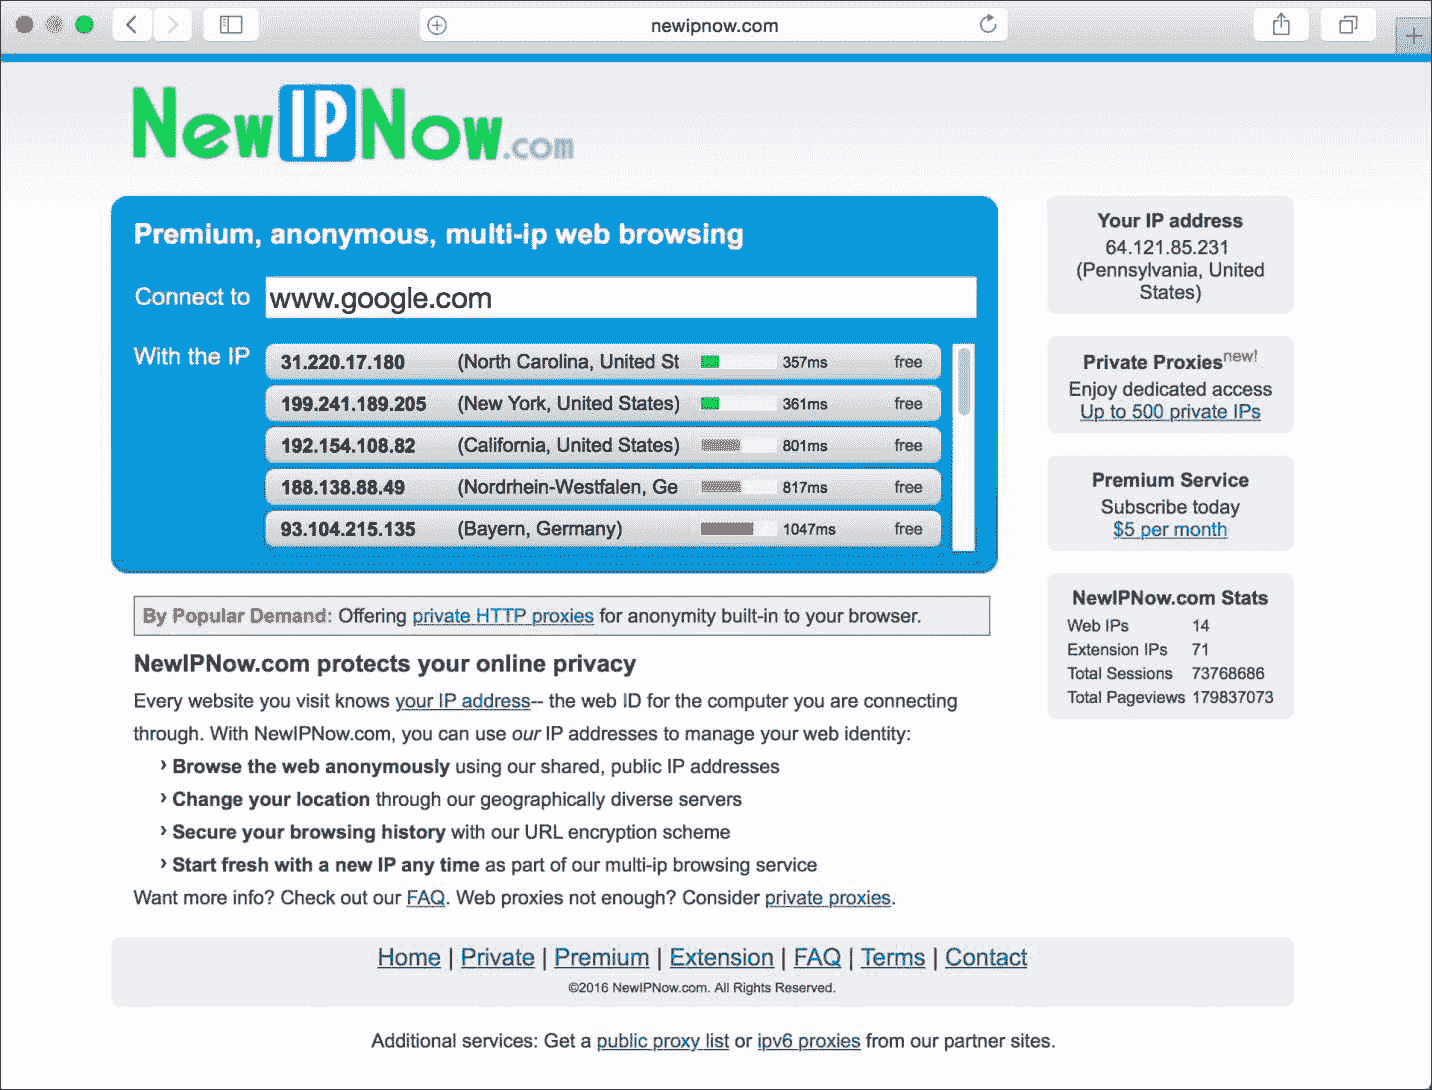 newipnow.com
NewIPNow.com
Premium, anonymous, multi-ip web browsing
Connect to www.google.com
With the IP
31.220.17.180 (North Carolina, United St 357ms free
199.241.189.205 (New York, United States) 361ms free
192.154.108.82 (California, United States) 801ms free
188.138.88.49 (Nordrhein-Westfalen, Ge 817ms free
93.104.215.135 (Bayern, Germany) 1047ms free
Your IP address
64.121.85.231
(Pennsylvania, United
States)
Private Proxies new!
Enjoy dedicated access
Up to 500 private IPs
Premium Service
Subscribe today
$5 per month
NewIPNow.com Stats
Web IPs 14
Extension IPs 71
Total Sessions 73768686
Total Pageviews 179837073
By Popular Demand: Offering private HTTP proxies for anonymity built-in to your browser.
NewIPNow.com protects your online privacy
Every website you visit knows your IP address-- the web ID for the computer you are connecting
through. With NewIPNow.com, you can use our IP addresses to manage your web identity:
› Browse the web anonymously using our shared, public IP addresses
› Change your location through our geographically diverse servers
› Secure your browsing history with our URL encryption scheme
› Start fresh with a new IP any time as part of our multi-ip browsing service
Want more info? Check out our FAQ. Web proxies not enough? Consider private proxies.
Home | Private | Premium | Extension | FAQ | Terms | Contact
©2016 NewIPNow.com. All Rights Reserved.
Additional services: Get a public proxy list or ipv6 proxies from our partner sites.